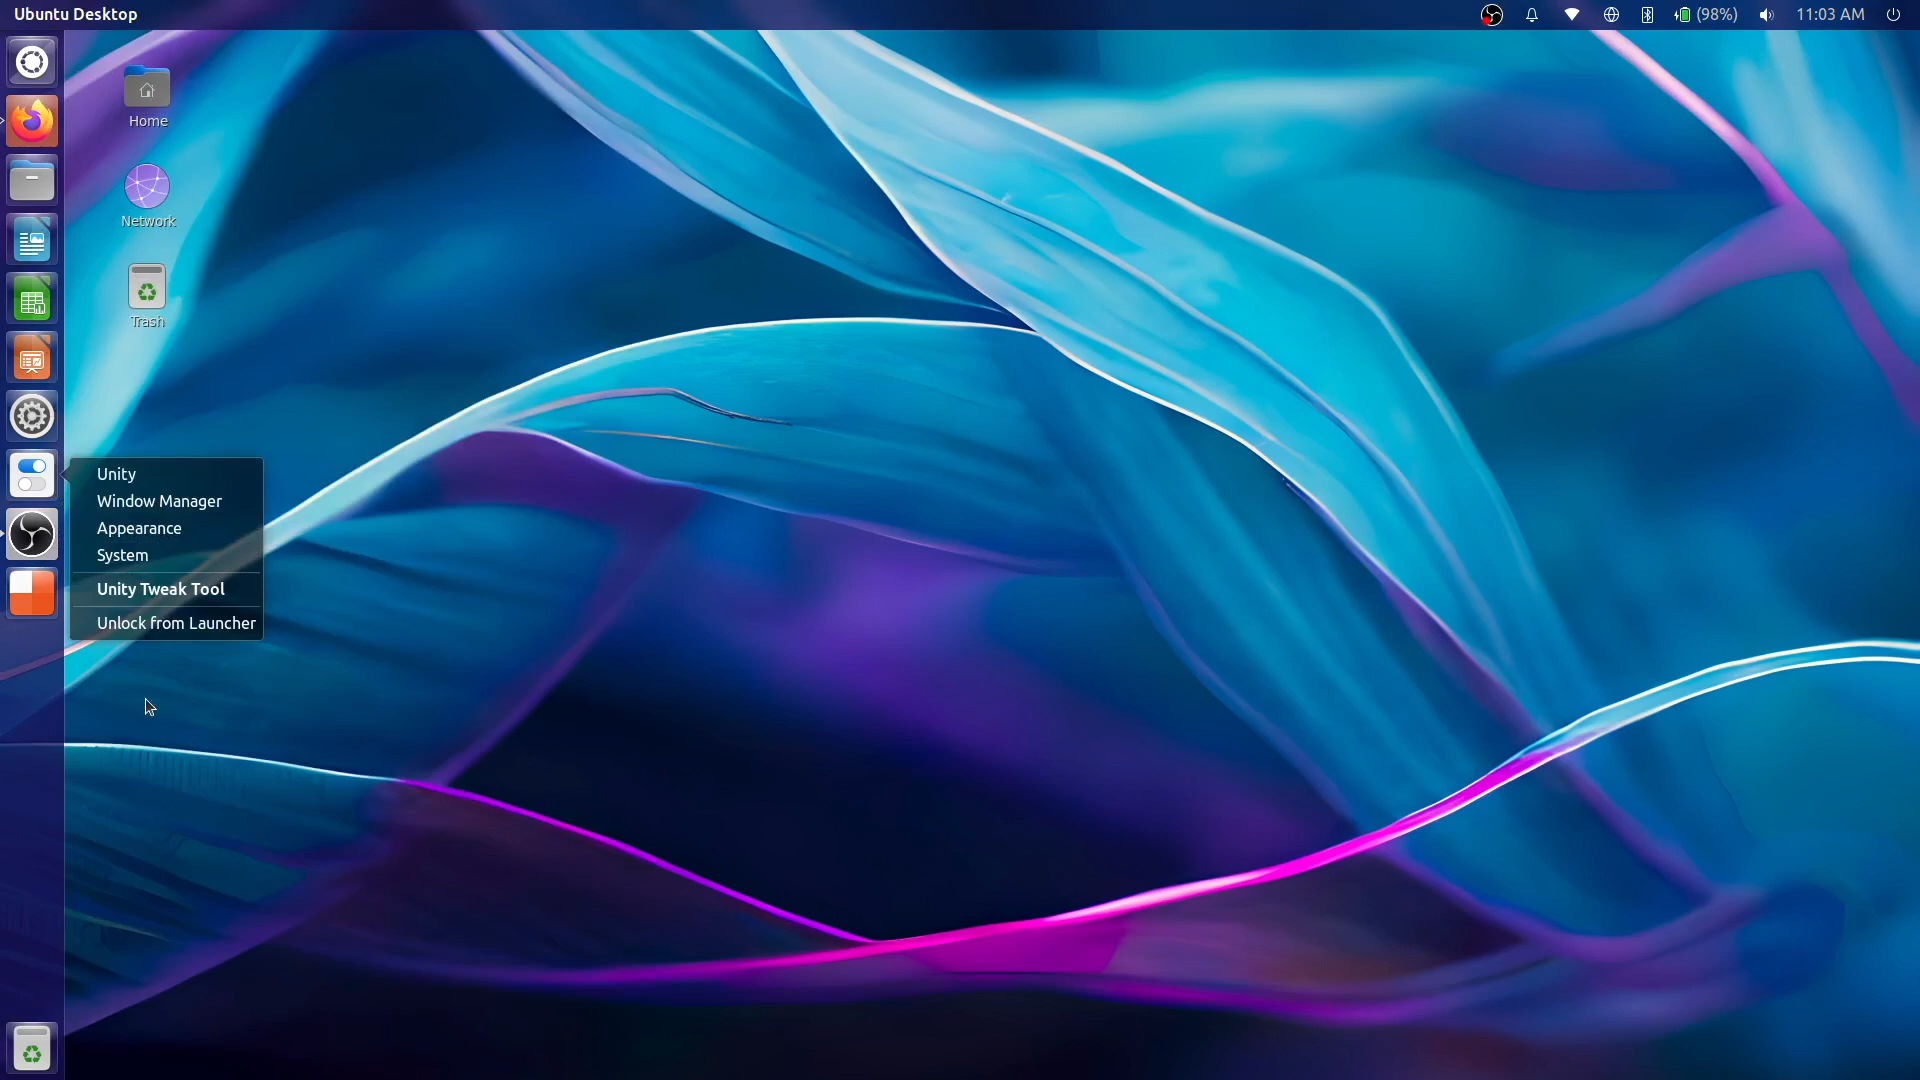 Ubuntu Desktop
(98%)
11:03 AM
Home
Network
Trash
Unity
Window Manager
Appearance
System
Unity Tweak Tool
Unlock from Launcher